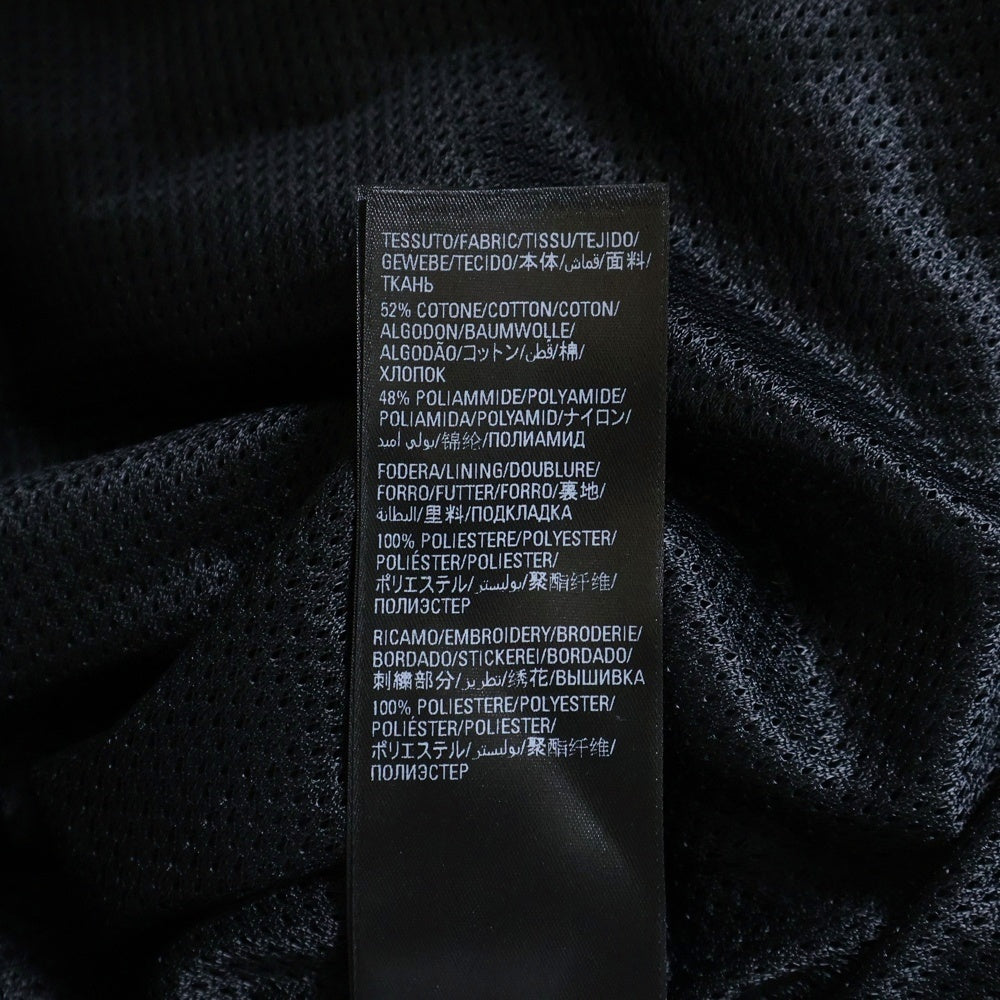 TESSUTO/FABRIC/TISSU/TEJIDO/
GEWEBE/TECIDO/本体/قماش/面料/
ТКАНЬ
52% COTONE/COTTON/COTON/
ALGODON/BAUMWOLLE/
ALGODÃO/コットン/قطن/棉/
ХЛОПОК
48% POLIAMMIDE/POLYAMIDE/
POLIAMIDA/POLYAMID/ナイロン/
بولي أميد/锦纶/ПОЛИАМИД
FODERA/LINING/DOUBLURE/
FORRO/FUTTER/FORRO/裏地/
البطانة/里料/ПОДКЛАДКА
100% POLIESTERE/POLYESTER/
POLIÉSTER/POLIESTER/
ポリエステル/بوليستر/聚酯纤维/
ПОЛИЭСТЕР
RICAMO/EMBROIDERY/BRODERIE/
BORDADO/STICKEREI/BORDADO/
刺繍部分/تطريز/绣花/ВЫШИВКА
100% POLIESTERE/POLYESTER/
POLIÉSTER/POLIESTER/
ポリエステル/بوليستر/聚酯纤维/
ПОЛИЭСТЕР